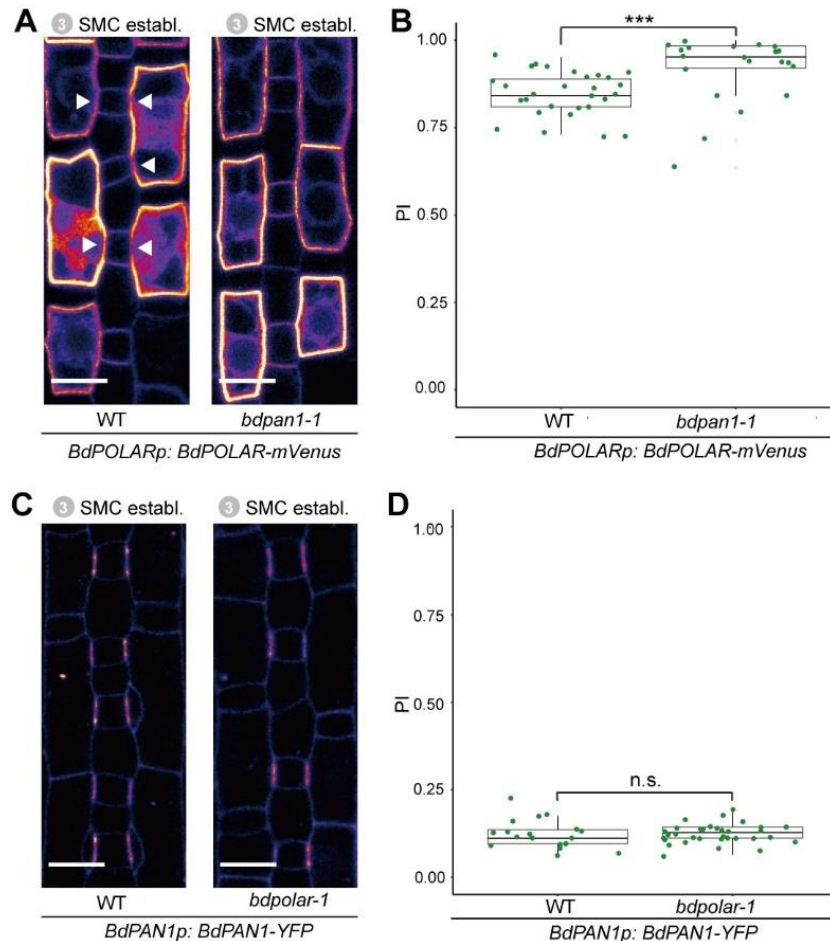 A
3 SMC establ. 3 SMC establ.
WT bdpan1-1
BdPOLARp: BdPOLAR-mVenus
B
***
1.00
0.75
0.50
0.25
0.00
PI
WT bdpan1-1
BdPOLARp: BdPOLAR-mVenus
C
3 SMC establ. 3 SMC establ.
WT bdpolar-1
BdPAN1p: BdPAN1-YFP
D
1.00
0.75
0.50
0.25
0.00
PI
n.s.
WT bdpolar-1
BdPAN1p: BdPAN1-YFP